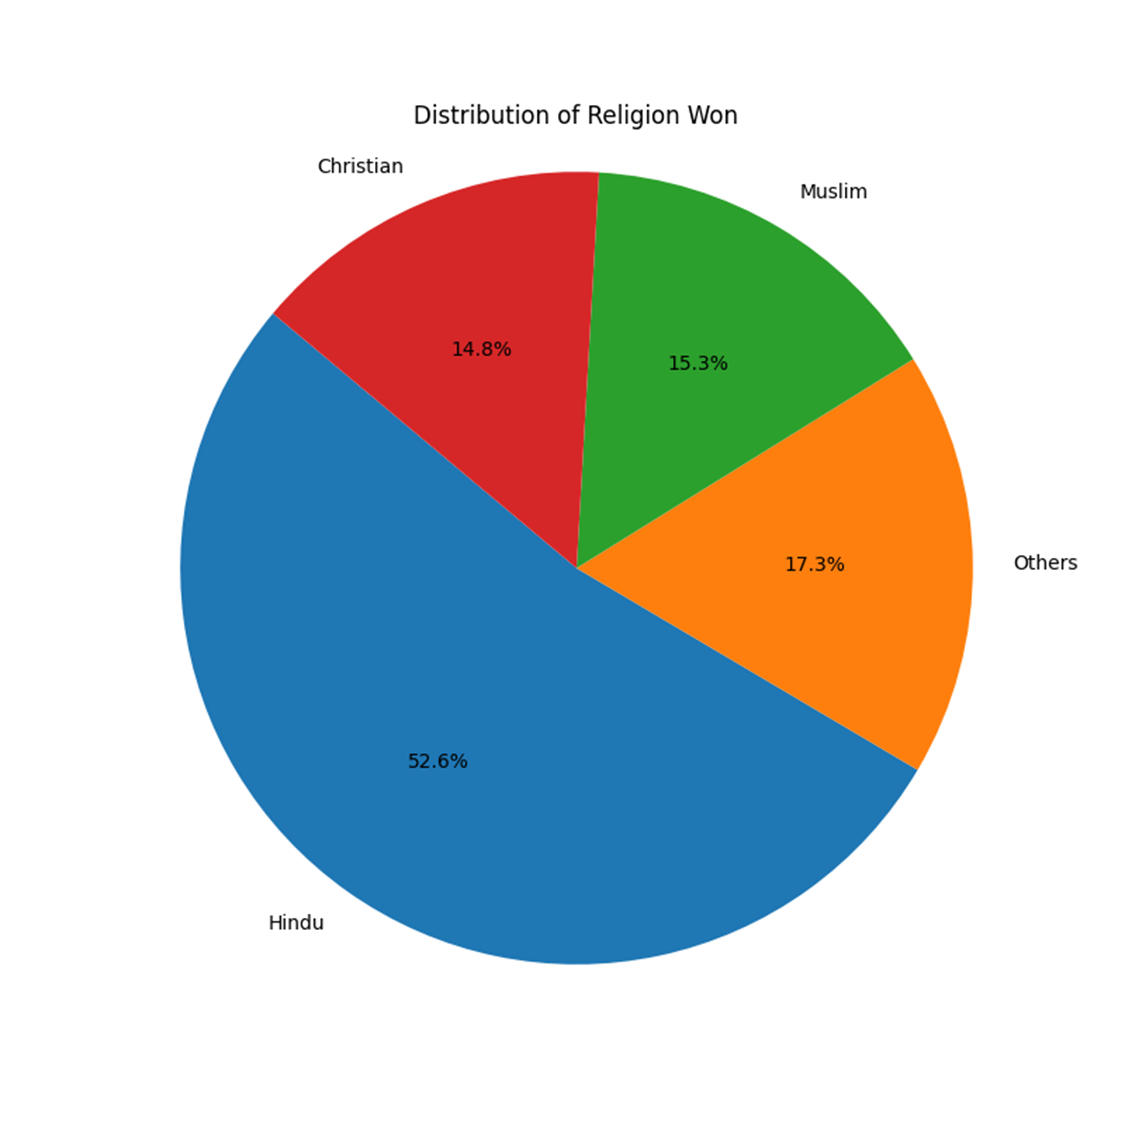 Distribution of Religion Won
Christian
Muslim
14.8%
15.3%
Others
17.3%
52.6%
Hindu